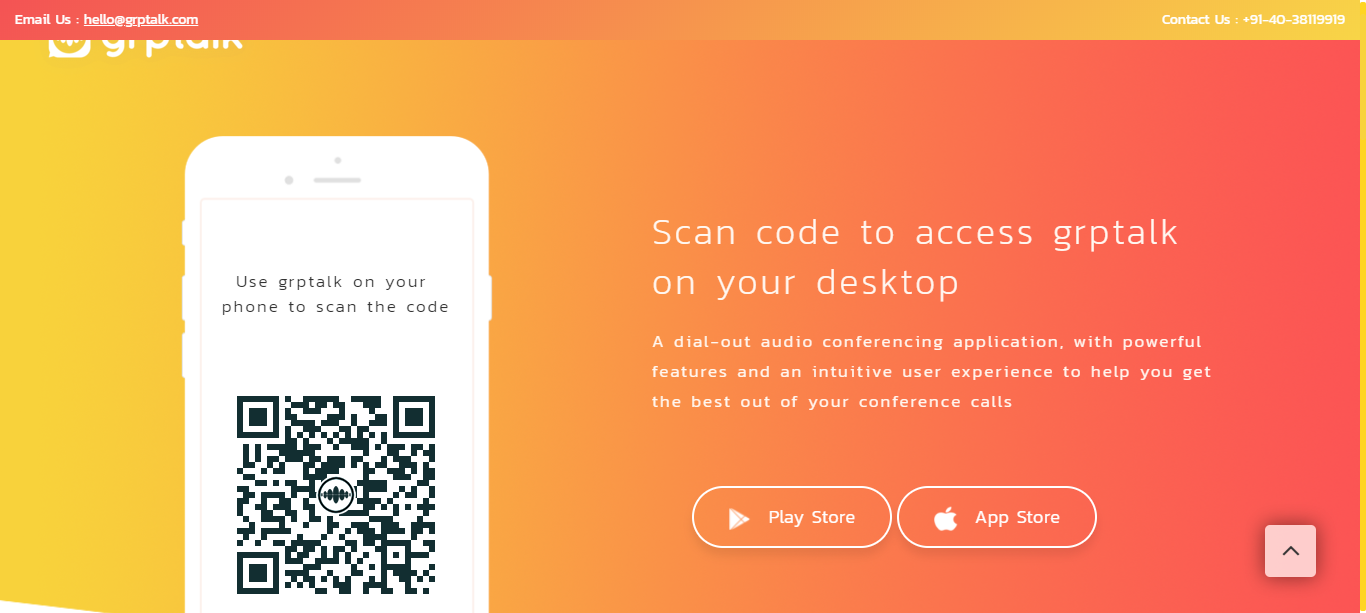 Email Us : hello@grptalk.com
Contact Us : +91-40-38119919
grptalk
Use grptalk on your
phone to scan the code
Scan code to access grptalk
on your desktop
A dial-out audio conferencing application, with powerful
features and an intuitive user experience to help you get
the best out of your conference calls
Play Store
App Store